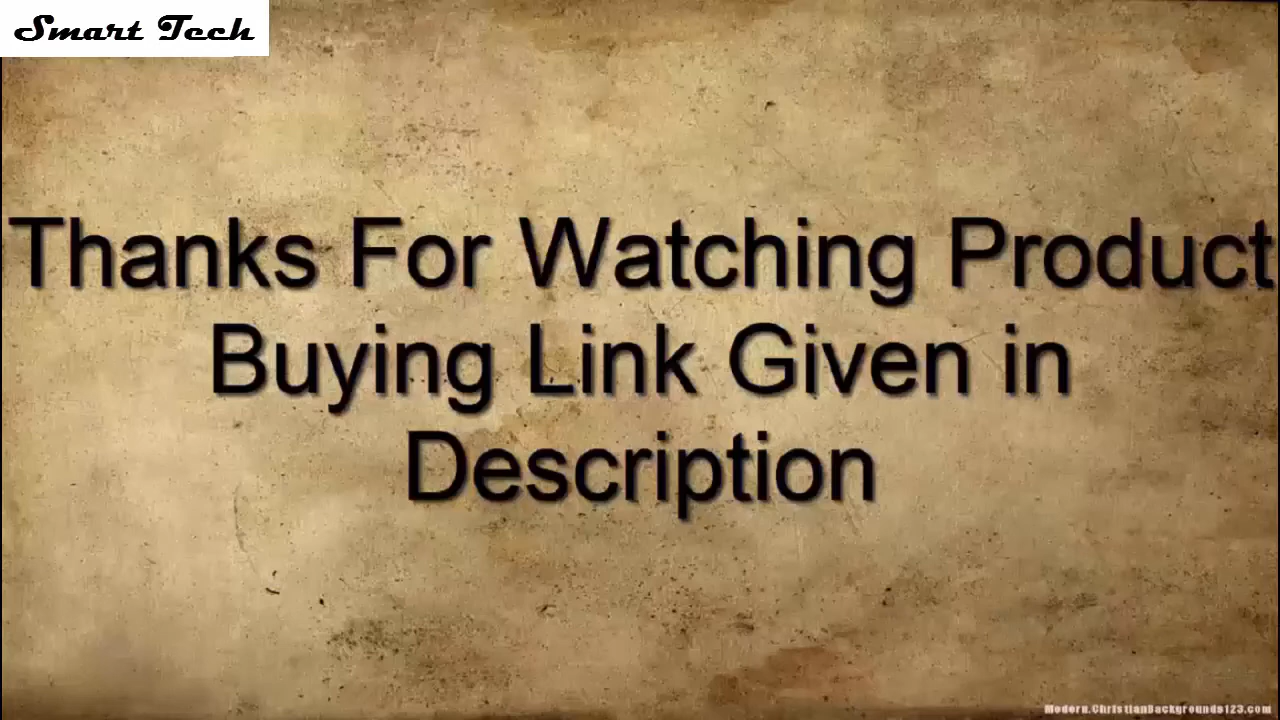 Smart Tech
Thanks For Watching Product
Buying Link Given in
Description
Modern.ChristianBackgrounds123.com